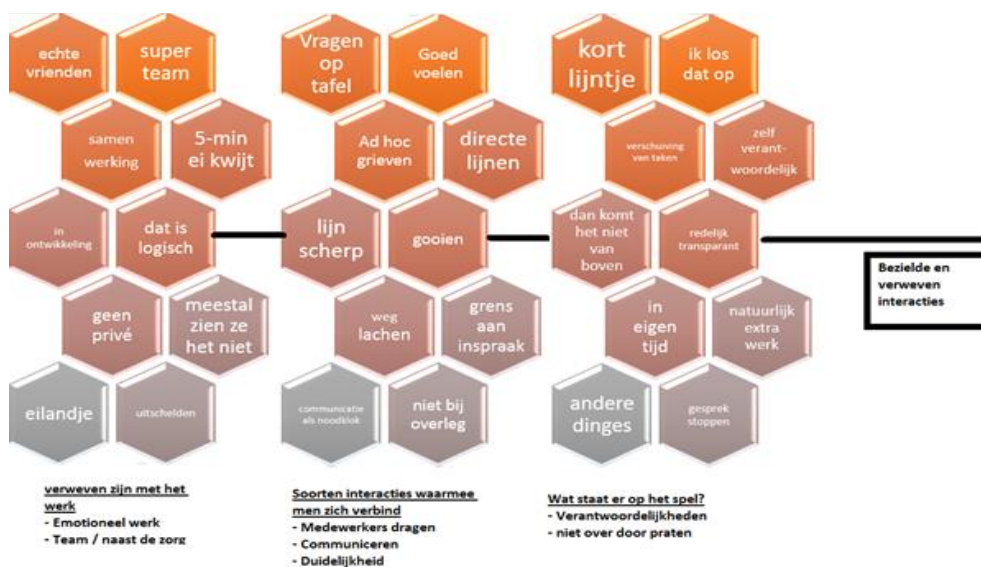 echte
vrienden
super
team
samen
werking
5-min
ei kwijt
in
ontwikkeling
dat is
logisch
geen
privé
meestal
zien ze
het niet
eilandje
uitschelden
Vragen
op
tafel
Goed
voelen
Ad hoc
grieven
directe
lijnen
lijn
scherp
gooien
weg
lachen
grens
aan
inspraak
communicatie
als noodklok
niet bij
overleg
kort
lijntje
ik los
dat op
verschuiving
van taken
zelf
verant-
woordelijk
dan komt
het niet
van
boven
redelijk
transparant
in
eigen
tijd
natuurlijk
extra
werk
andere
dinges
gesprek
stoppen
Bezielde en
verweven
interacties
verweven zijn met het
werk
- Emotioneel werk
- Team / naast de zorg
Soorten interacties waarmee
men zich verbind
- Medewerkers dragen
- Communiceren
- Duidelijkheid
Wat staat er op het spel?
- Verantwoordelijkheden
- niet over door praten